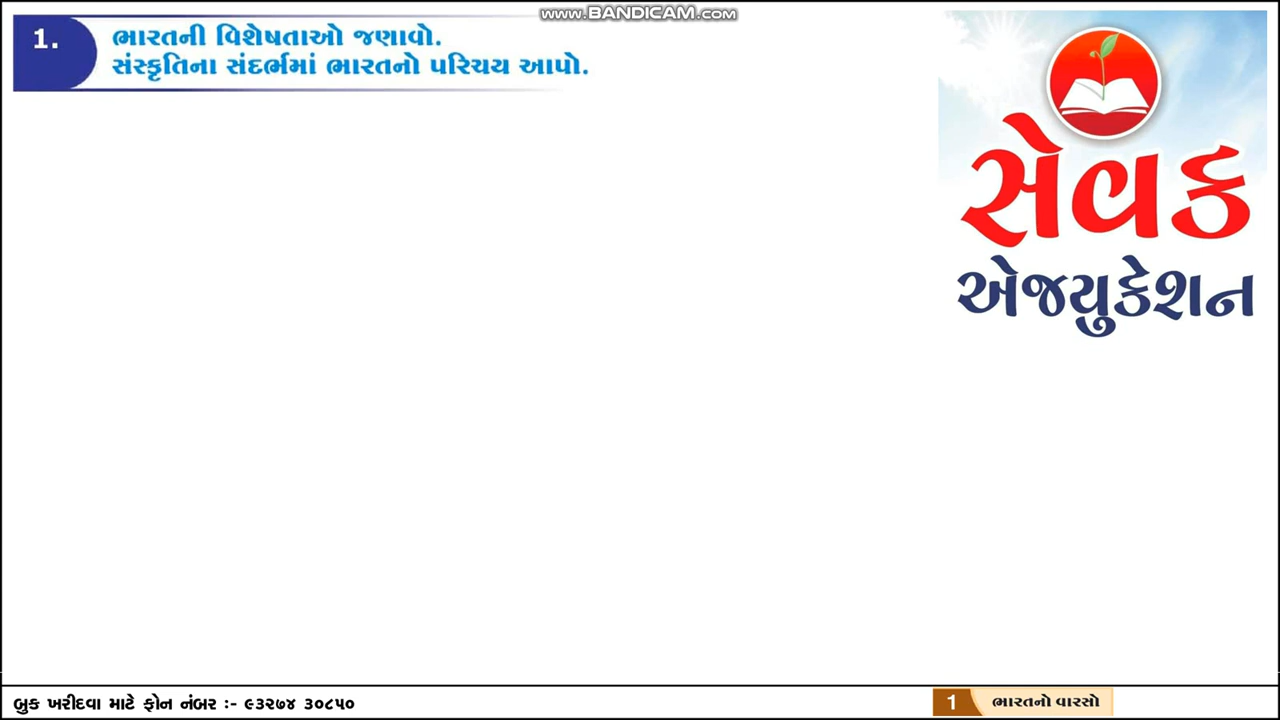 www.BANDICAM.com
1.
ભારતની વિશેષતાઓ જણાવો.
સંસ્કૃતિના સંદર્ભમાં ભારતનો પરિચય આપો.
સેવક
એજયુકેશન
બુક ખરીદવા માટે ફોન નંબર :- ૯૩૨૭૪ ૩૦૮૫૦
1 ભારતનો વારસો